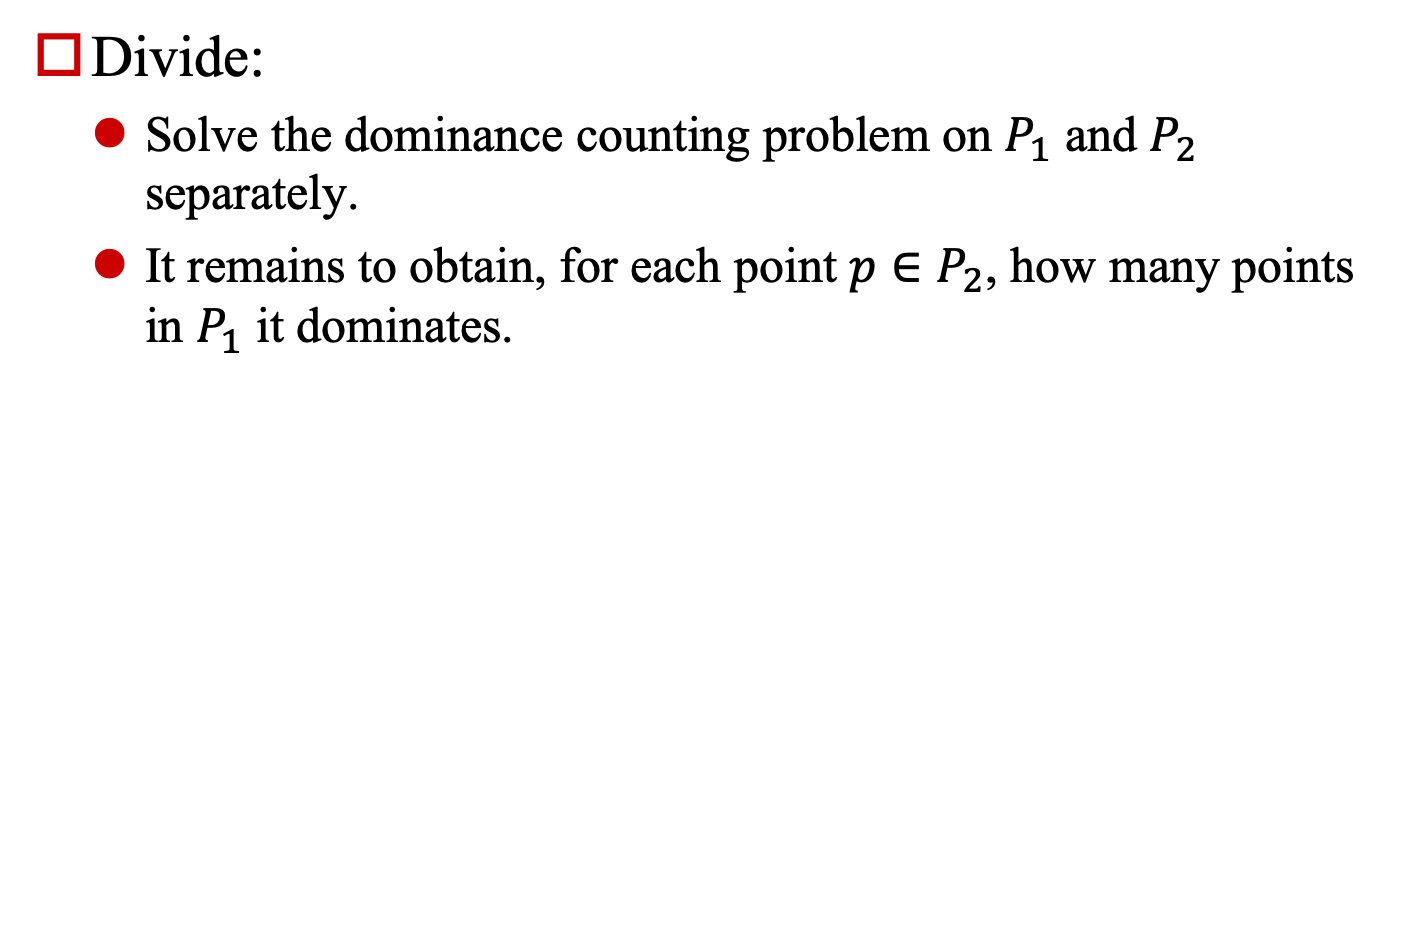 Divide:
Solve the dominance counting problem on P₁ and P₂
separately.
It remains to obtain, for each point p ∈ P₂, how many points
in P₁ it dominates.